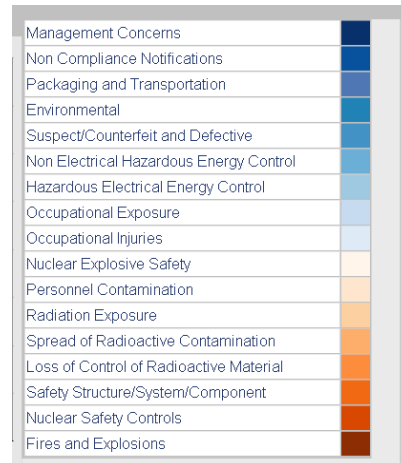 Management Concerns
Non Compliance Notifications
Packaging and Transportation
Environmental
Suspect/Counterfeit and Defective
Non Electrical Hazardous Energy Control
Hazardous Electrical Energy Control
Occupational Exposure
Occupational Injuries
Nuclear Explosive Safety
Personnel Contamination
Radiation Exposure
Spread of Radioactive Contamination
Loss of Control of Radioactive Material
Safety Structure/System/Component
Nuclear Safety Controls
Fires and Explosions